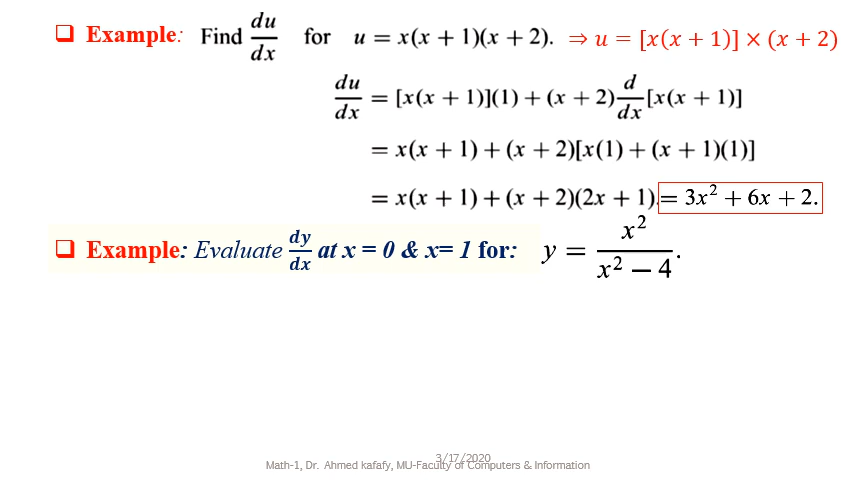 ❑ Example: Find du/dx for u = x(x + 1)(x + 2). ⇒ u = [x(x + 1)] × (x + 2)
du/dx = [x(x + 1)](1) + (x + 2) d/dx [x(x + 1)]
= x(x + 1) + (x + 2)[x(1) + (x + 1)(1)]
= x(x + 1) + (x + 2)(2x + 1) = 3x² + 6x + 2.
❑ Example: Evaluate dy/dx at x = 0 & x= 1 for: y = x²/(x² − 4).
3/17/2020
Math-1, Dr. Ahmed kafafy, MU-Faculty of Computers & Information